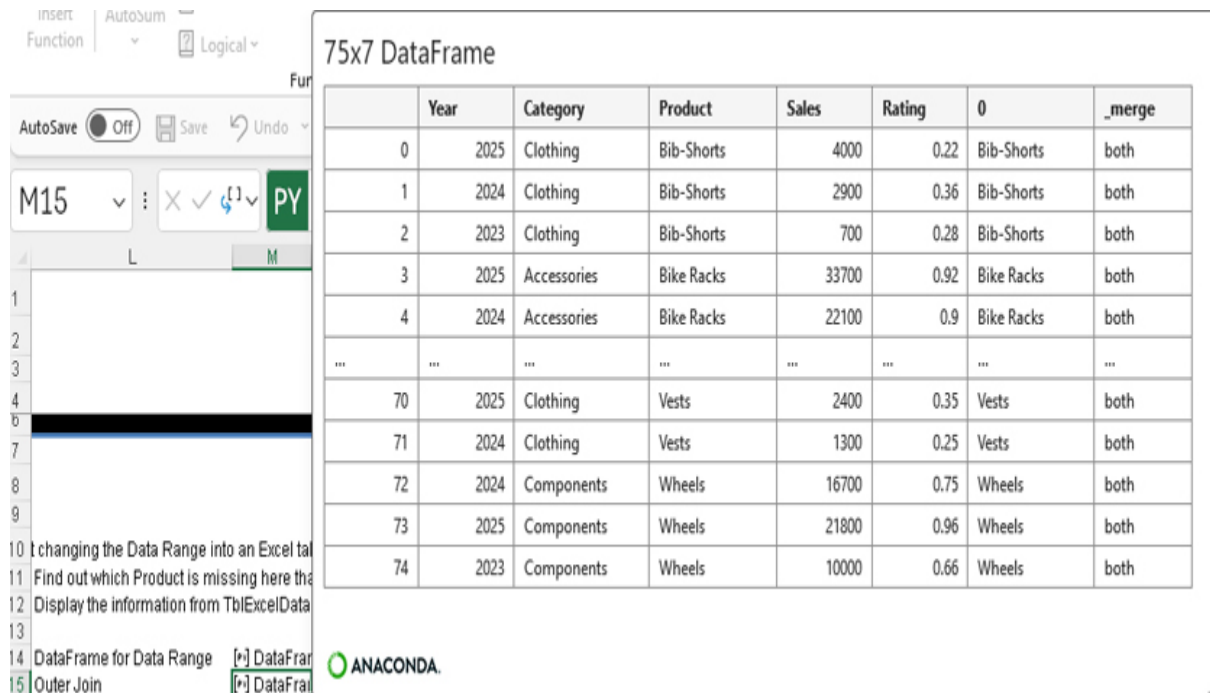 Insert
Function
AutoSum
Logical
Fur
AutoSave Off Save Undo
M15 PY
L M
1
2
3
4
6
7
8
9
10 t changing the Data Range into an Excel tal
11 Find out which Product is missing here tha
12 Display the information from TblExcelData
13
14 DataFrame for Data Range DataFrar
15 Outer Join DataFrar
75x7 DataFrame
Year Category Product Sales Rating 0 _merge
0 2025 Clothing Bib-Shorts 4000 0.22 Bib-Shorts both
1 2024 Clothing Bib-Shorts 2900 0.36 Bib-Shorts both
2 2023 Clothing Bib-Shorts 700 0.28 Bib-Shorts both
3 2025 Accessories Bike Racks 33700 0.92 Bike Racks both
4 2024 Accessories Bike Racks 22100 0.9 Bike Racks both
... ... ... ... ... ... ... ...
70 2025 Clothing Vests 2400 0.35 Vests both
71 2024 Clothing Vests 1300 0.25 Vests both
72 2024 Components Wheels 16700 0.75 Wheels both
73 2025 Components Wheels 21800 0.96 Wheels both
74 2023 Components Wheels 10000 0.66 Wheels both
ANACONDA.